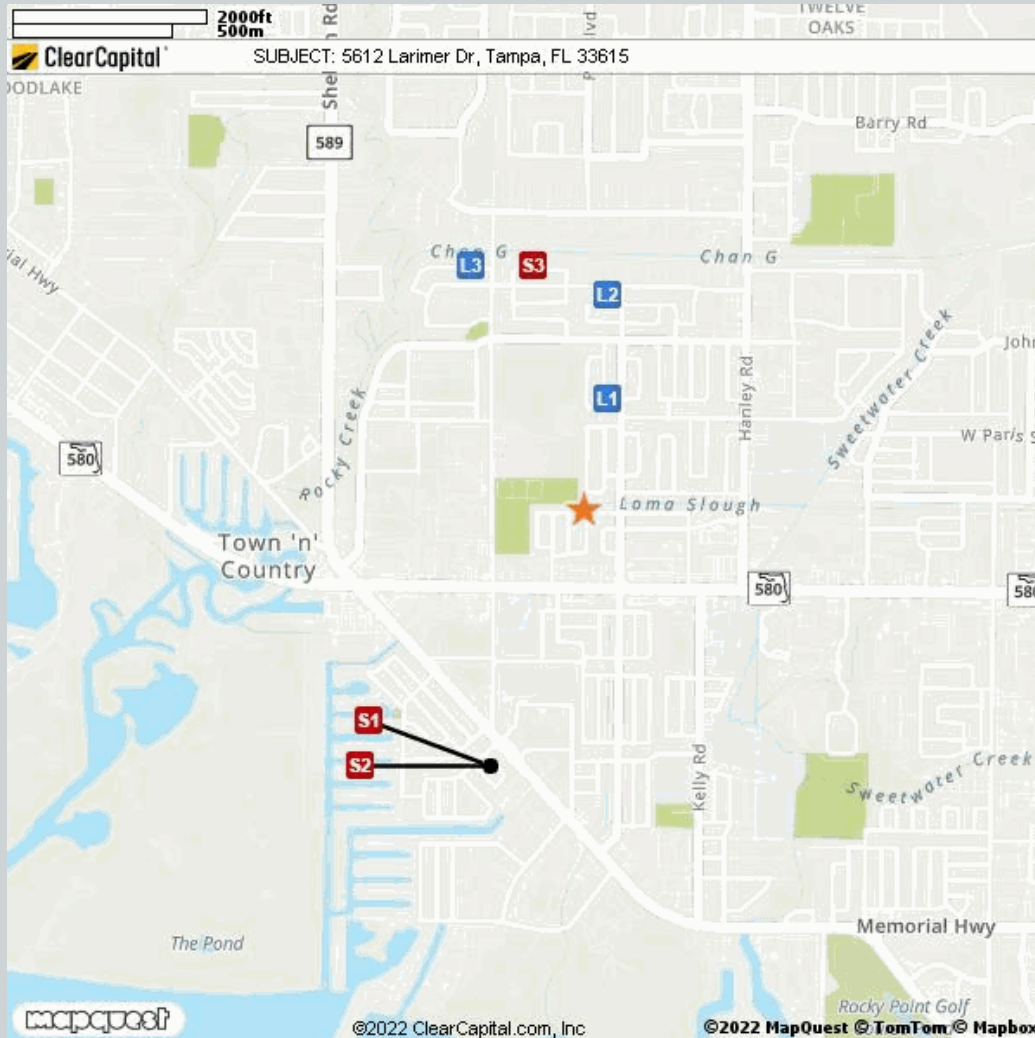 2000ft
500m
TWELVE
OAKS
ClearCapital
SUBJECT: 5612 Larimer Dr, Tampa, FL 33615
589
Barry Rd
Chan G
Chan G
L3
S3
L2
Sweetwater Creek
Hanley Rd
L1
Rocky Creek
580
Loma Slough
Town 'n'
Country
580
S1
S2
Kelly Rd
Sweetwater Creek
Memorial Hwy
The Pond
Rocky Point Golf
mapquest
©2022 ClearCapital.com, Inc
©2022 MapQuest © TomTom © Mapbox